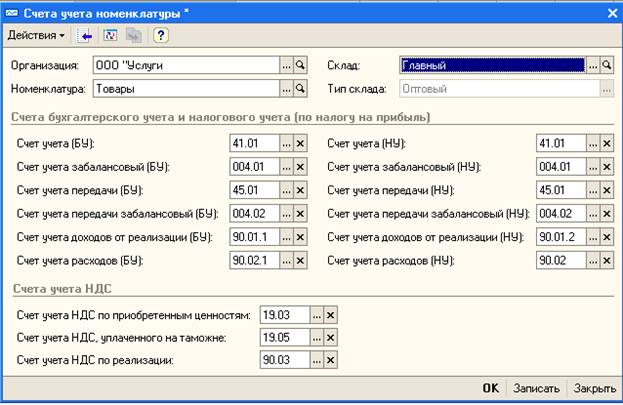 Счета учета номенклатуры *
Действия
Организация: ООО "Услуги ... Склад: Главный ...
Номенклатура: Товары ... Тип склада: Оптовый ...
Счета бухгалтерского учета и налогового учета (по налогу на прибыль)
Счет учета (БУ): 41.01 ... Счет учета (НУ): 41.01 ...
Счет учета забалансовый (БУ): 004.01 ... Счет учета забалансовый (НУ): 004.01 ...
Счет учета передачи (БУ): 45.01 ... Счет учета передачи (НУ): 45.01 ...
Счет учета передачи забалансовый (БУ): 004.02 ... Счет учета передачи забалансовый (НУ): 004.02 ...
Счет учета доходов от реализации (БУ): 90.01.1 ... Счет учета доходов от реализации (НУ): 90.01.2 ...
Счет учета расходов (БУ): 90.02.1 ... Счет учета расходов (НУ): 90.02 ...
Счета учета НДС
Счет учета НДС по приобретенным ценностям: 19.03 ...
Счет учета НДС, уплаченного на таможне: 19.05 ...
Счет учета НДС по реализации: 90.03 ...
OK Записать Закрыть